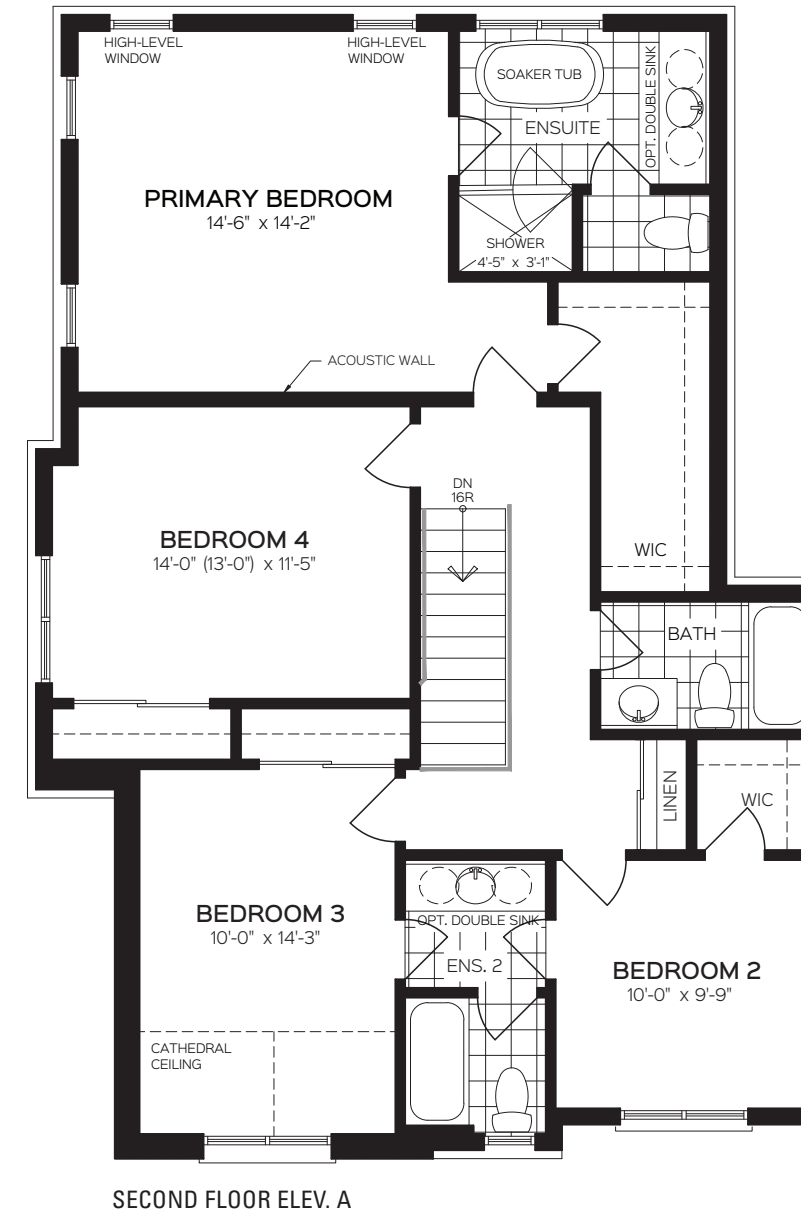 HIGH-LEVEL
WINDOW
HIGH-LEVEL
WINDOW
SOAKER TUB
OPT. DOUBLE SINK
ENSUITE
PRIMARY BEDROOM
14'-6" x 14'-2"
SHOWER
4'-5" x 3'-1"
ACOUSTIC WALL
DN
16R
BEDROOM 4
14'-0" (13'-0") x 11'-5"
WIC
BATH
LINEN
WIC
BEDROOM 3
10'-0" x 14'-3"
OPT. DOUBLE SINK
ENS. 2
BEDROOM 2
10'-0" x 9'-9"
CATHEDRAL
CEILING
SECOND FLOOR ELEV. A